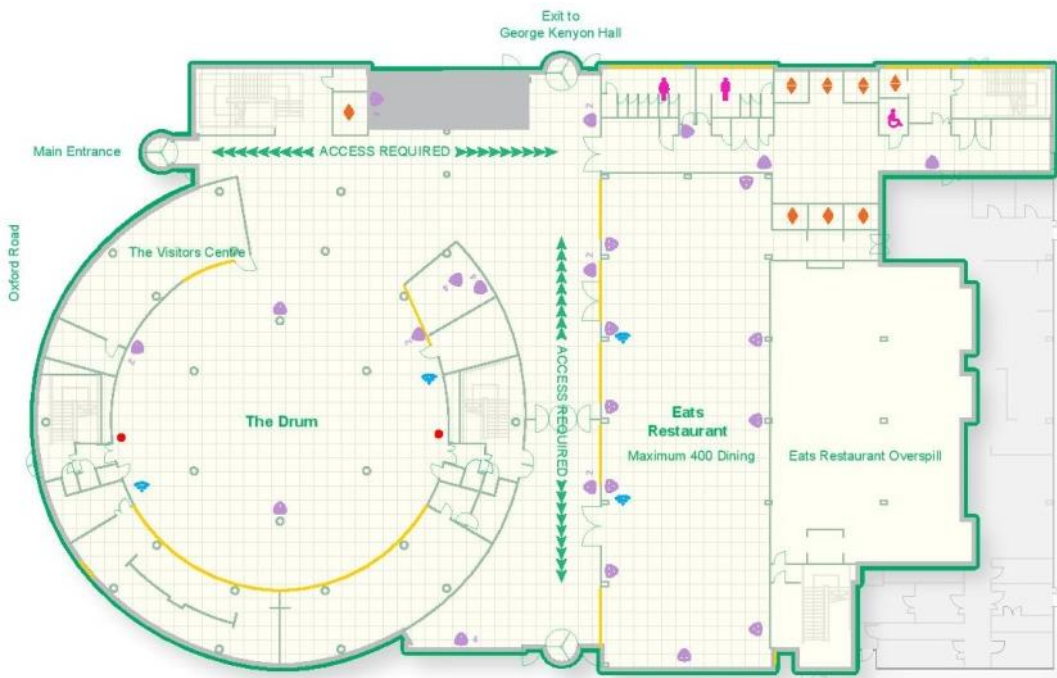 Exit to
George Kenyon Hall
Main Entrance
ACCESS REQUIRED
Oxford Road
The Visitors Centre
ACCESS REQUIRED
The Drum
Eats
Restaurant
Maximum 400 Dining
Eats Restaurant Overspill